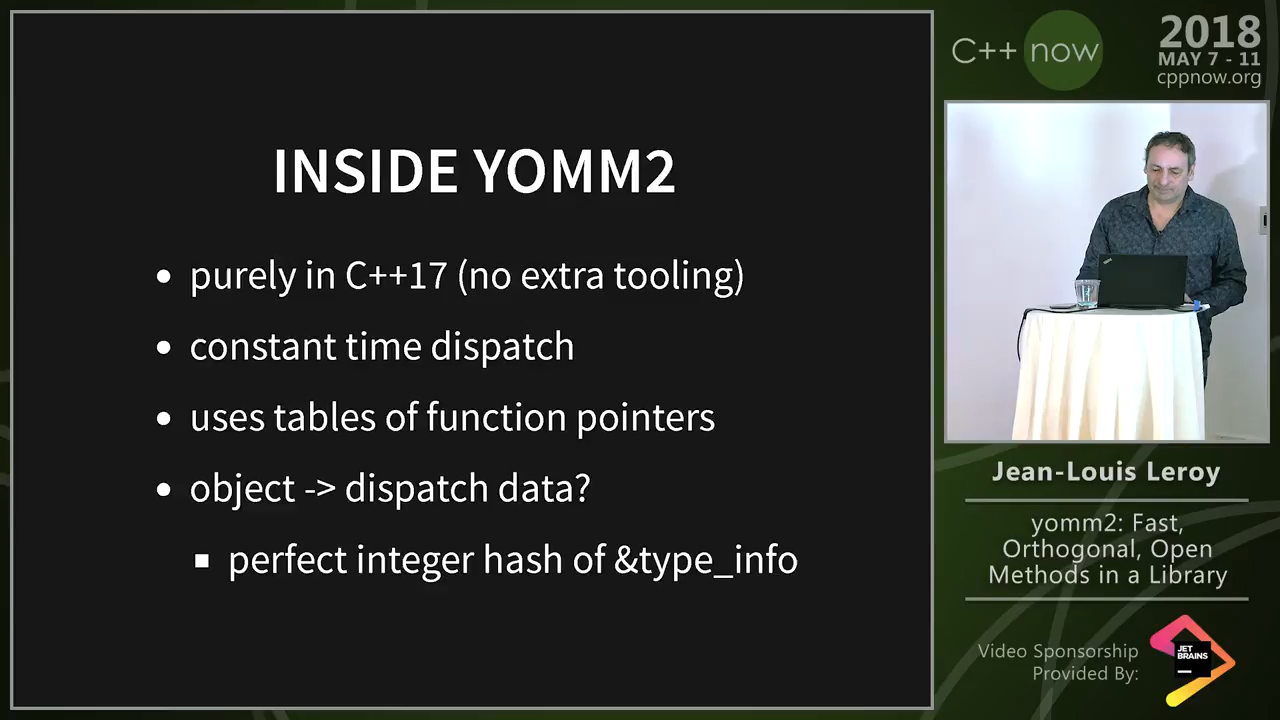 INSIDE YOMM2
purely in C++17 (no extra tooling)
constant time dispatch
uses tables of function pointers
object -> dispatch data?
perfect integer hash of &type_info
C++ now
2018
MAY 7 - 11
cppnow.org
Jean-Louis Leroy
yomm2: Fast,
Orthogonal, Open
Methods in a Library
Video Sponsorship
Provided By:
JET
BRAINS